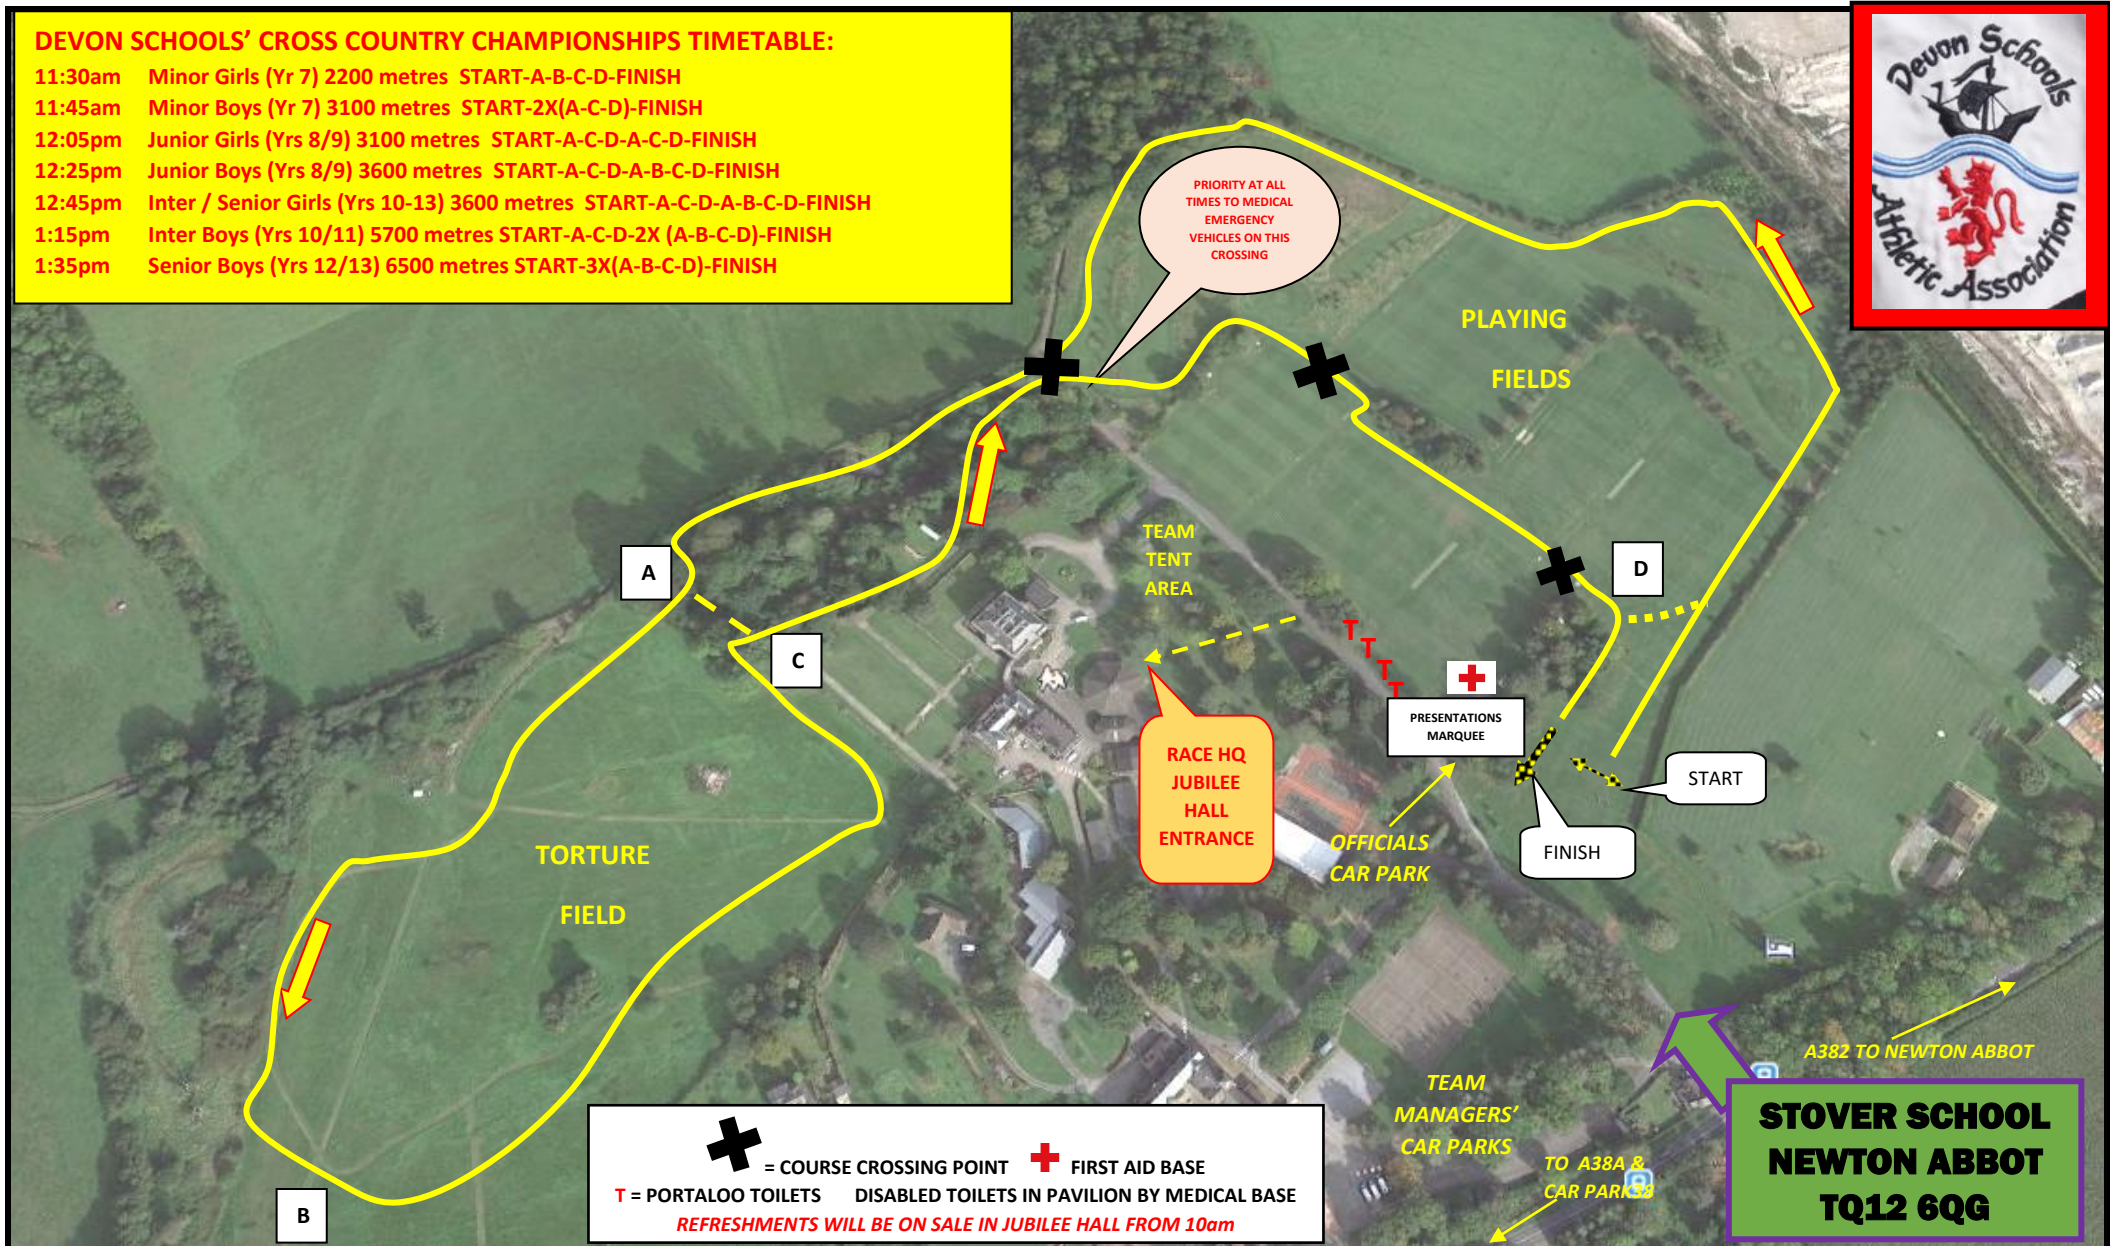 DEVON SCHOOLS’ CROSS COUNTRY CHAMPIONSHIPS TIMETABLE:
11:30am Minor Girls (Yr 7) 2200 metres START-A-B-C-D-FINISH
11:45am Minor Boys (Yr 7) 3100 metres START-2X(A-C-D)-FINISH
12:05pm Junior Girls (Yrs 8/9) 3100 metres START-A-C-D-A-C-D-FINISH
12:25pm Junior Boys (Yrs 8/9) 3600 metres START-A-C-D-A-B-C-D-FINISH
12:45pm Inter / Senior Girls (Yrs 10-13) 3600 metres START-A-C-D-A-B-C-D-FINISH
1:15pm Inter Boys (Yrs 10/11) 5700 metres START-A-C-D-2X (A-B-C-D)-FINISH
1:35pm Senior Boys (Yrs 12/13) 6500 metres START-3X(A-B-C-D)-FINISH
Devon Schools
Athletic Association
PRIORITY AT ALL
TIMES TO MEDICAL
EMERGENCY
VEHICLES ON THIS
CROSSING
PLAYING
FIELDS
TEAM
TENT
AREA
A
D
C
T
T
T
T
PRESENTATIONS
MARQUEE
RACE HQ
JUBILEE
HALL
ENTRANCE
START
OFFICIALS
CAR PARK
FINISH
TORTURE
FIELD
A382 TO NEWTON ABBOT
TEAM
MANAGERS’
CAR PARKS
TO A38A &
CAR PARKS8
STOVER SCHOOL
NEWTON ABBOT
TQ12 6QG
B
= COURSE CROSSING POINT FIRST AID BASE
T = PORTALOO TOILETS DISABLED TOILETS IN PAVILION BY MEDICAL BASE
REFRESHMENTS WILL BE ON SALE IN JUBILEE HALL FROM 10am